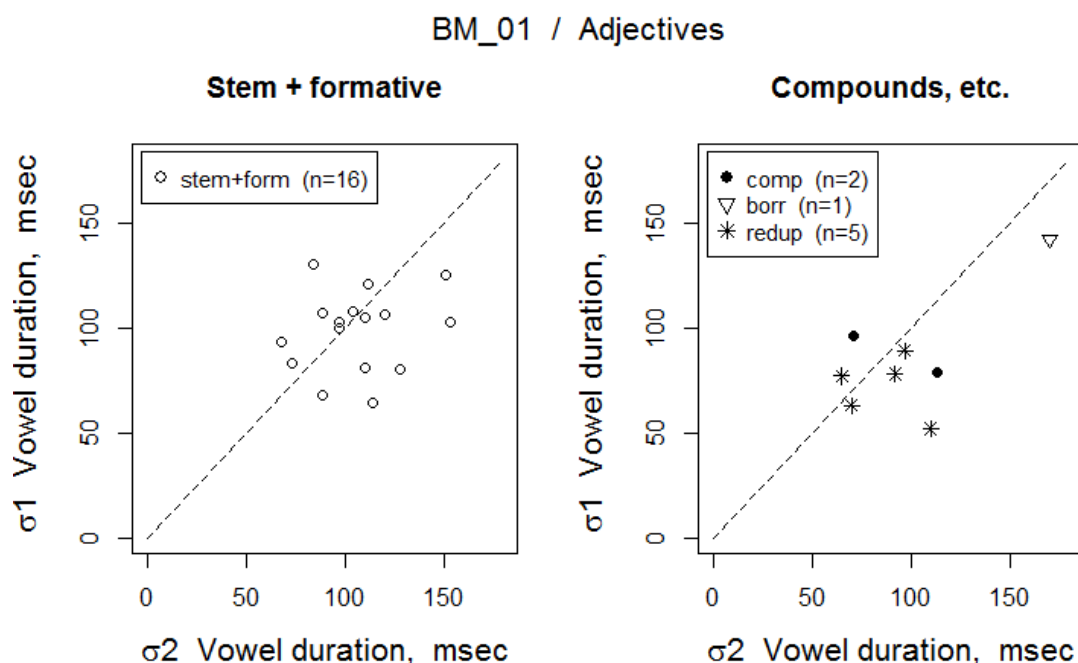 BM_01 / Adjectives
Stem + formative
σ1 Vowel duration, msec
150
100
50
0
stem+form (n=16)
0 50 100 150
σ2 Vowel duration, msec
Compounds, etc.
σ1 Vowel duration, msec
150
100
50
0
comp (n=2)
borr (n=1)
redup (n=5)
0 50 100 150
σ2 Vowel duration, msec